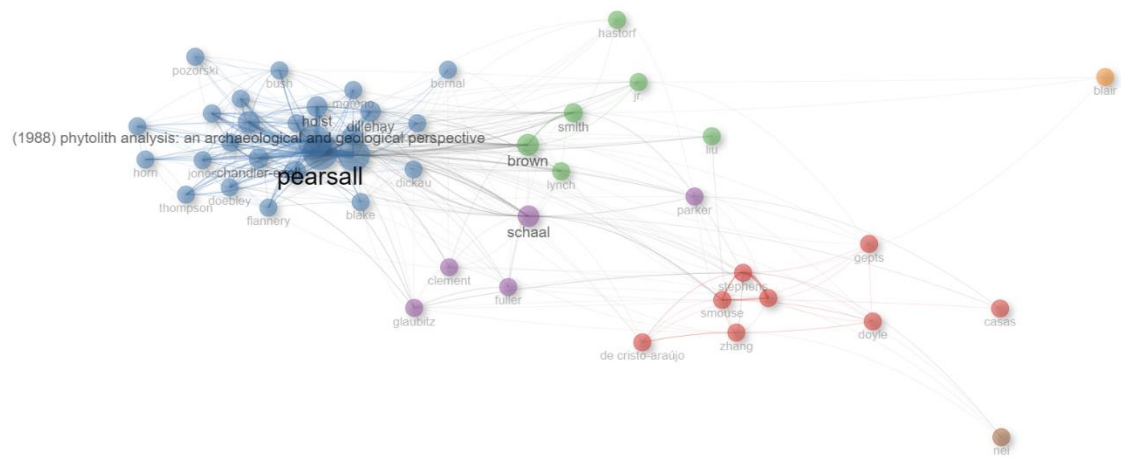 hastorf
pozorski
bush
bernal
blair
moreno
jr.
holst
dillehay
smith
(1988) phytolith analysis: an archaeological and geological perspective
liu
brown
horn
chandler-e
pearsall
dickau
lynch
thompson
doebley
flannery
blake
parker
schaal
gepts
clement
fuller
stephens
glaubitz
smouse
casas
doyle
de cristo-araújo
zhang
nei